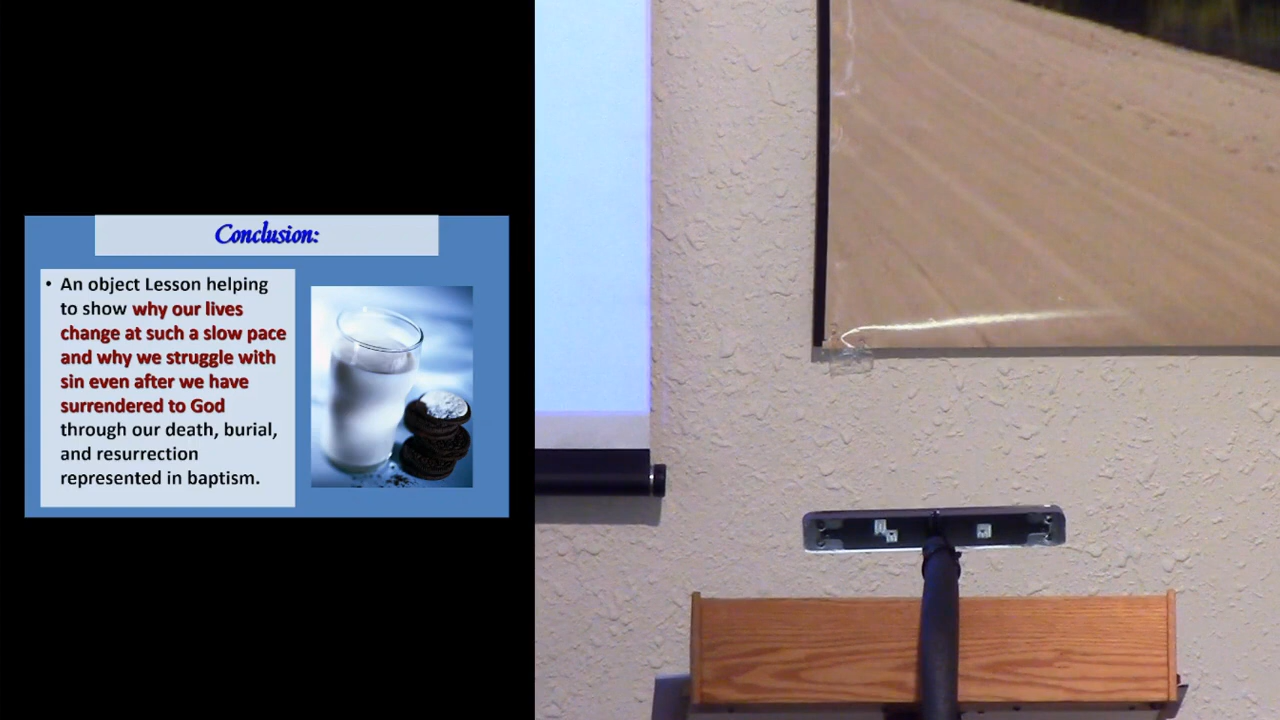 Conclusion:
• An object Lesson helping
to show why our lives
change at such a slow pace
and why we struggle with
sin even after we have
surrendered to God
through our death, burial,
and resurrection
represented in baptism.